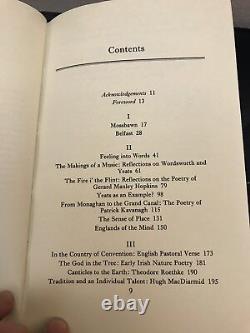 Contents
Acknowledgements 11
Foreword 13
I
Mossbawn 17
Belfast 28
II
Feeling into Words 41
The Makings of a Music: Reflections on Wordsworth and
Yeats 61
The Fire i' the Flint: Reflections on the Poetry of
Gerard Manley Hopkins 79
Yeats as an Example? 98
From Monaghan to the Grand Canal: The Poetry of
Patrick Kavanagh 115
The Sense of Place 131
Englands of the Mind 150
III
In the Country of Convention: English Pastoral Verse 173
The God in the Tree: Early Irish Nature Poetry 181
Canticles to the Earth: Theodore Roethke 190
Tradition and an Individual Talent: Hugh MacDiarmid 195
9